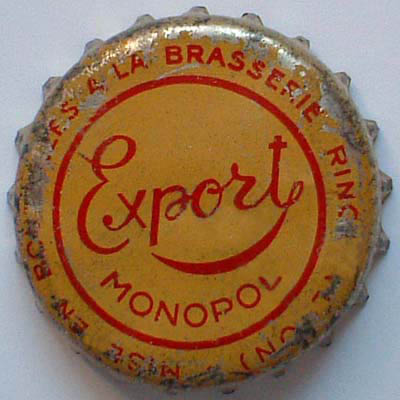 Export
MONOPOL
MISE EN A LA BRASSERIE